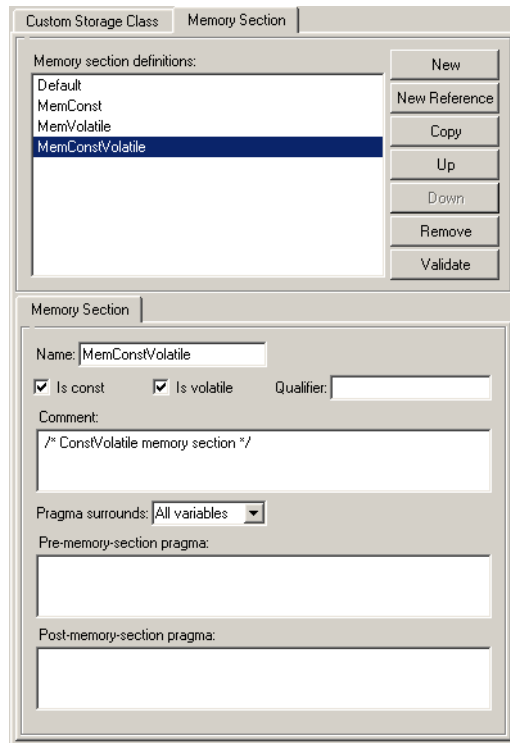 Custom Storage Class
Memory Section
Memory section definitions:
Default
MemConst
MemVolatile
MemConstVolatile
New
New Reference
Copy
Up
Down
Remove
Validate
Memory Section
Name: MemConstVolatile
Is const Is volatile Qualifier:
Comment:
/* ConstVolatile memory section */
Pragma surrounds: All variables
Pre-memory-section pragma:
Post-memory-section pragma: